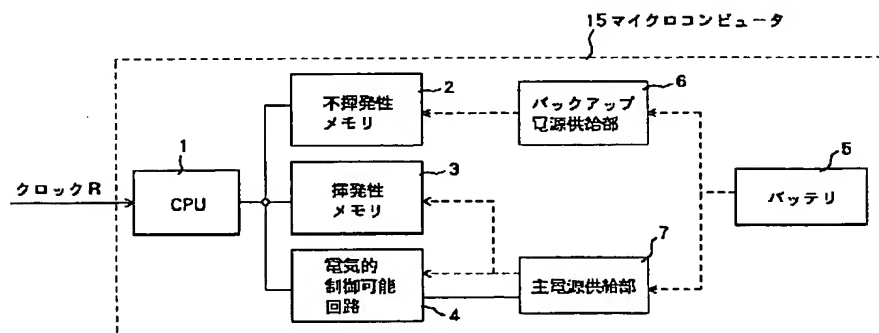 15マイクロコンピュータ
2
不揮発性
メモリ
6
バックアップ
電源供給部
1
クロックR
CPU
3
揮発性
メモリ
5
バッテリ
7
電気的
制御可能
回路
4
主電源供給部